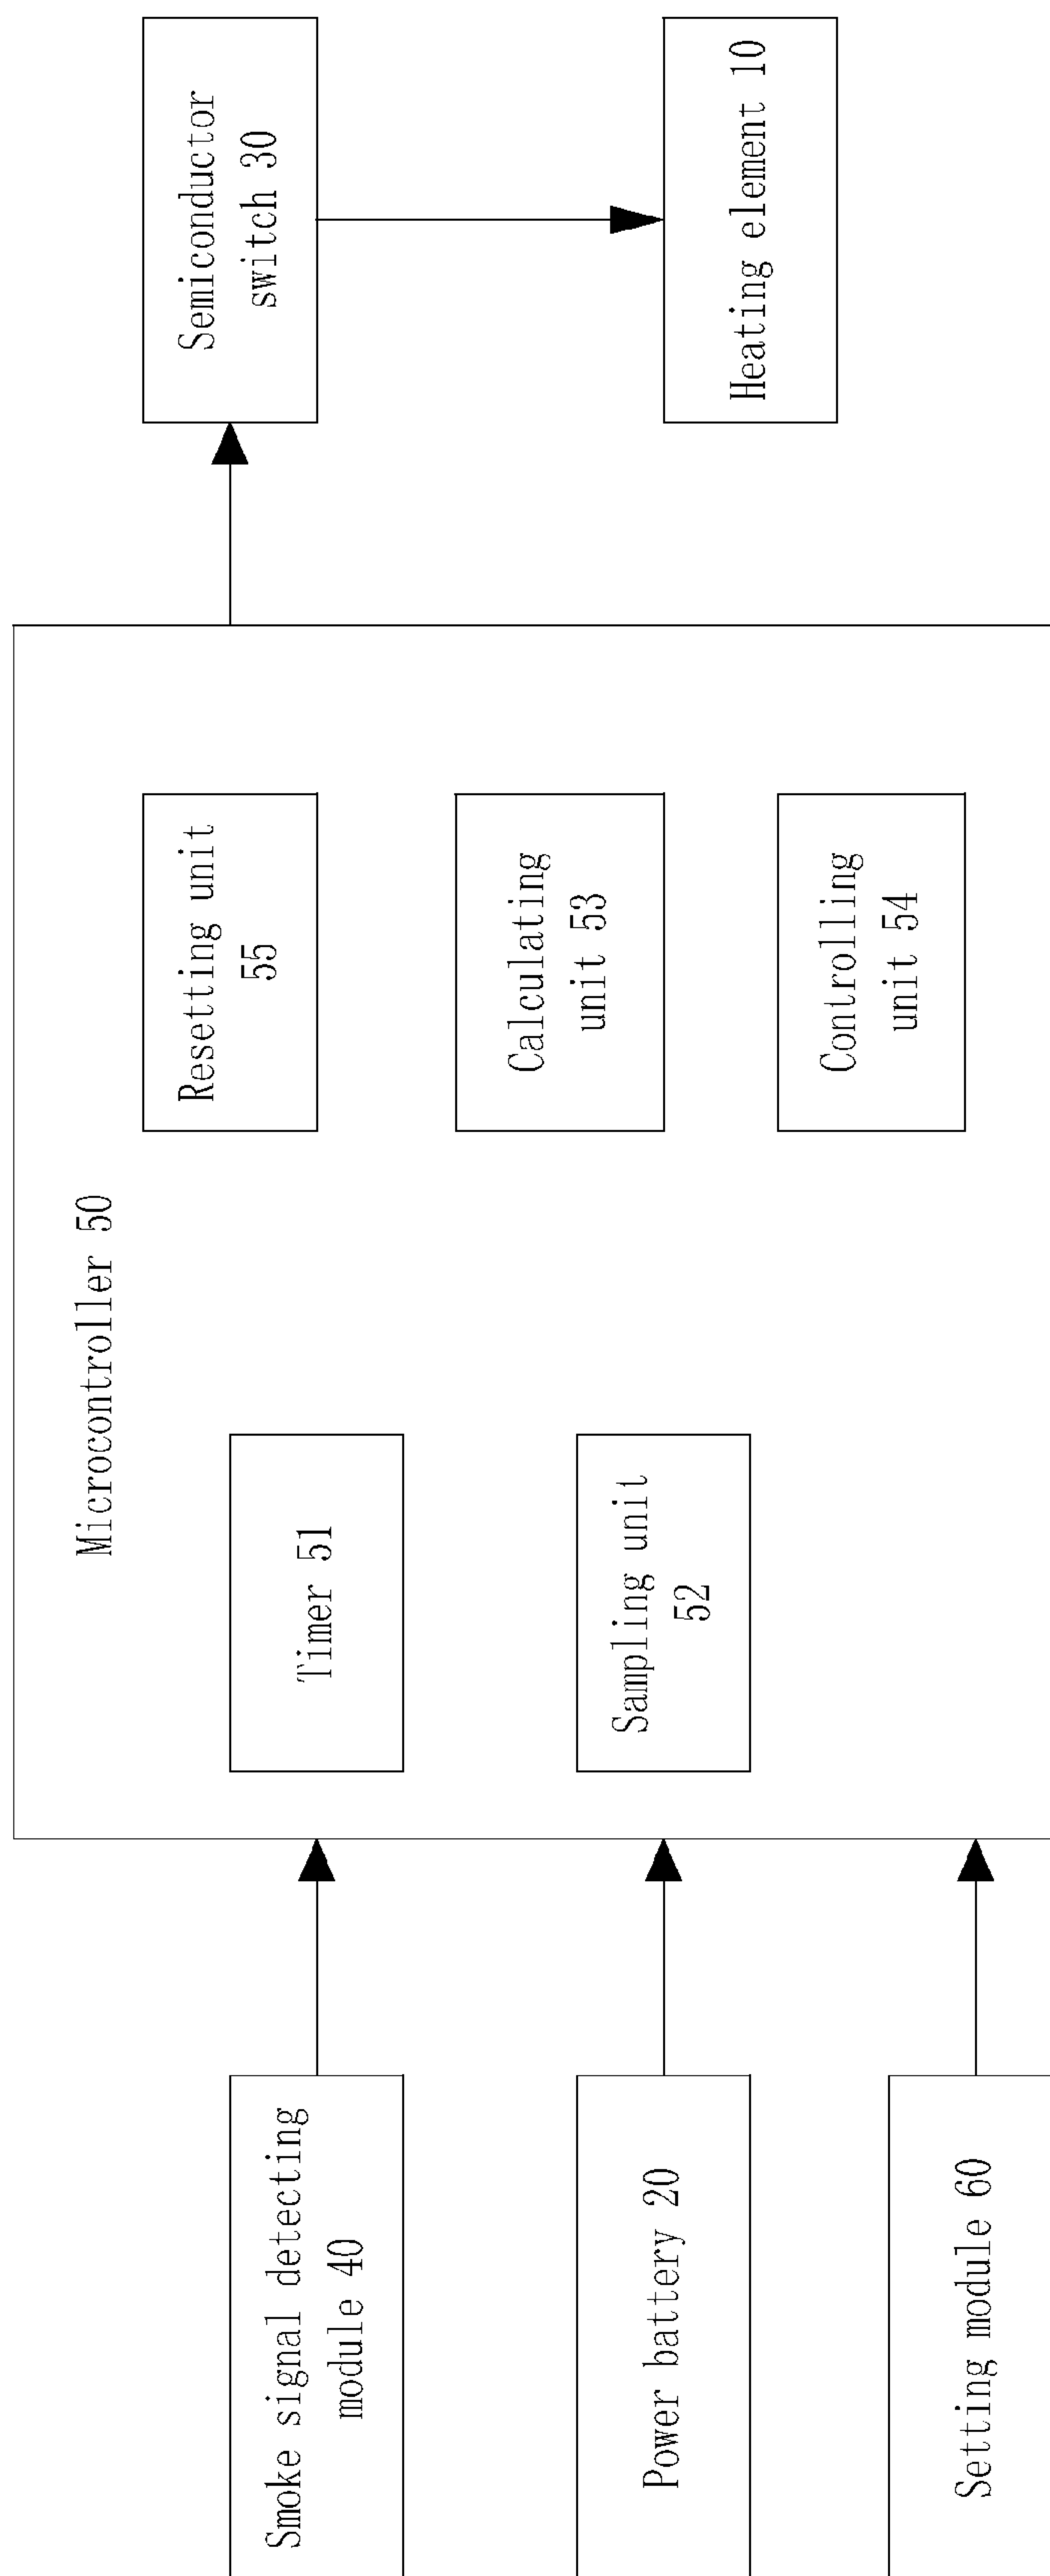 Smoke signal detecting
module 40
Power battery 20
Setting module 60
Microcontroller 50
Timer 51
Sampling unit
52
Resetting unit
55
Calculating
unit 53
Controlling
unit 54
Semiconductor
switch 30
Heating element 10